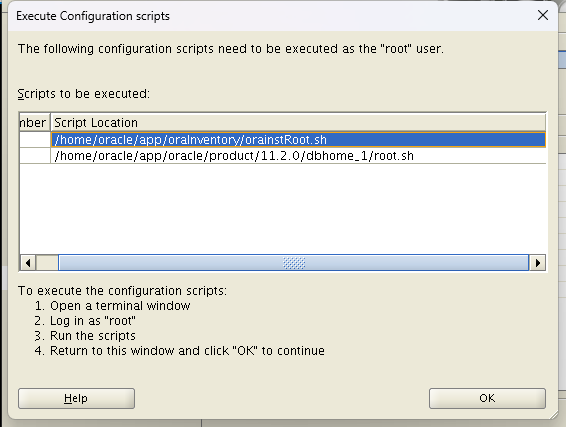 Execute Configuration scripts
The following configuration scripts need to be executed as the "root" user.
Scripts to be executed:
nber Script Location
/home/oracle/app/oraInventory/orainstRoot.sh
/home/oracle/app/oracle/product/11.2.0/dbhome_1/root.sh
To execute the configuration scripts:
1. Open a terminal window
2. Log in as "root"
3. Run the scripts
4. Return to this window and click "OK" to continue
Help OK